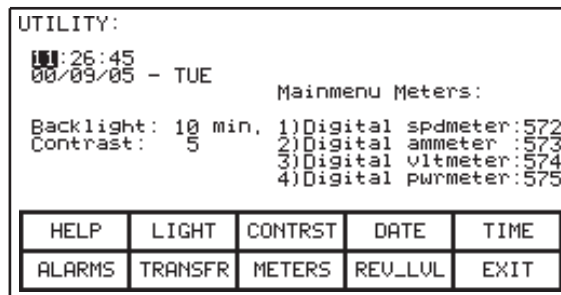 UTILITY:
11:26:45
00/09/05 - TUE
Mainmenu Meters:
Backlight: 10 min.
Contrast: 5
1)Digital spdmeter:572
2)Digital ammeter :573
3)Digital vltmeter:574
4)Digital pwrmeter:575
HELP LIGHT CONTRST DATE TIME
ALARMS TRANSFR METERS REV_LVL EXIT